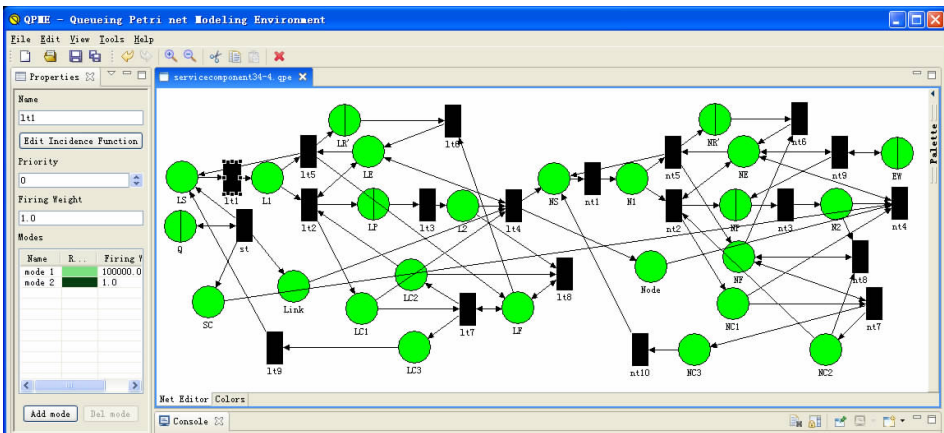 QPME - Queueing Petri net Modeling Environment
File Edit View Tools Help
Properties
servicecomponent34-4.qpe
Name
lt1
Edit Incidence Function
Priority
0
Firing Weight
1.0
Modes
Name R... Firing W
mode 1 100000.0
mode 2 1.0
Add mode Del mode
Palette
LR'
lt6
NR'
nt6
lt5
LE
nt5
NE
nt9
EW
LS
lt1
L1
NS
nt1
N1
lt2
LP
lt3
L2
lt4
nt2
NP
nt3
N2
nt4
Q
st
LC2
lt8
Node
NF
nt8
SC
Link
LC1
lt7
LF
NC1
nt7
lt9
LC3
nt10
NC3
NC2
Net Editor Colors
Console